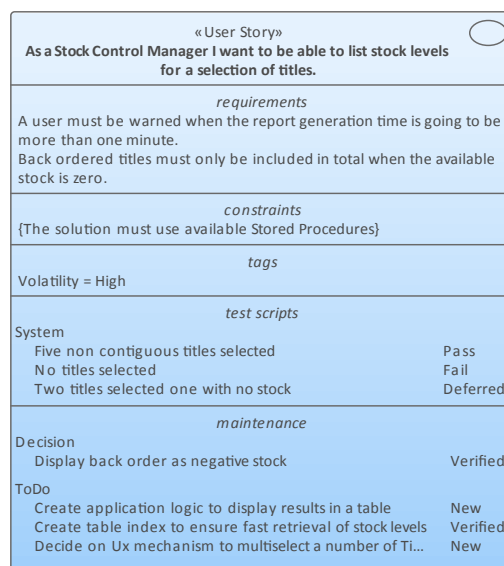 «User Story»
As a Stock Control Manager I want to be able to list stock levels
for a selection of titles.
requirements
A user must be warned when the report generation time is going to be
more than one minute.
Back ordered titles must only be included in total when the available
stock is zero.
constraints
{The solution must use available Stored Procedures}
tags
Volatility = High
test scripts
System
Five non contiguous titles selected Pass
No titles selected Fail
Two titles selected one with no stock Deferred
maintenance
Decision
Display back order as negative stock Verified
ToDo
Create application logic to display results in a table New
Create table index to ensure fast retrieval of stock levels Verified
Decide on Ux mechanism to multiselect a number of Ti... New